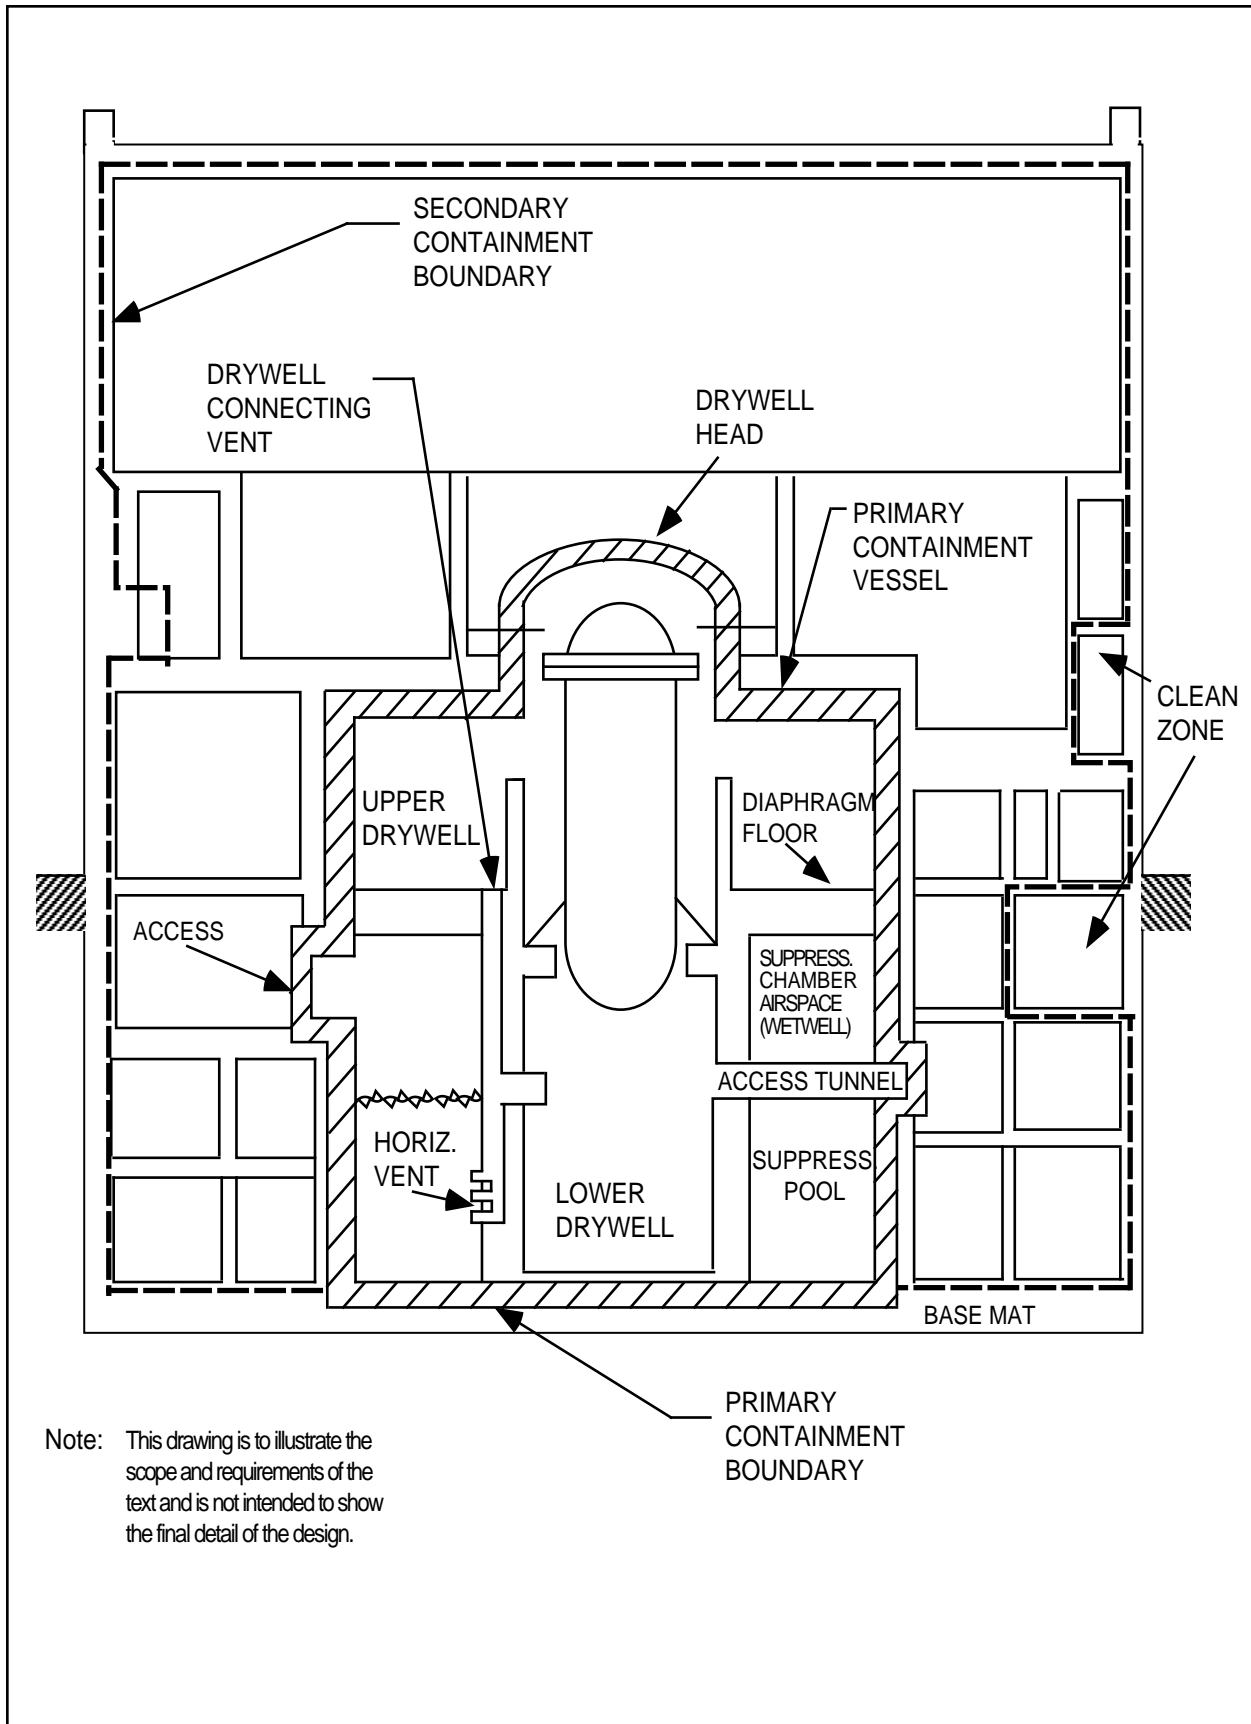 SECONDARY
CONTAINMENT
BOUNDARY
DRYWELL
CONNECTING
VENT
DRYWELL
HEAD
PRIMARY
CONTAINMENT
VESSEL
CLEAN
ZONE
UPPER
DRYWELL
DIAPHRAGM
FLOOR
ACCESS
SUPPRESS.
CHAMBER
AIRSPACE
(WETWELL)
ACCESS TUNNEL
HORIZ.
VENT
SUPPRESS.
POOL
LOWER
DRYWELL
BASE MAT
PRIMARY
CONTAINMENT
BOUNDARY
Note: This drawing is to illustrate the
scope and requirements of the
text and is not intended to show
the final detail of the design.